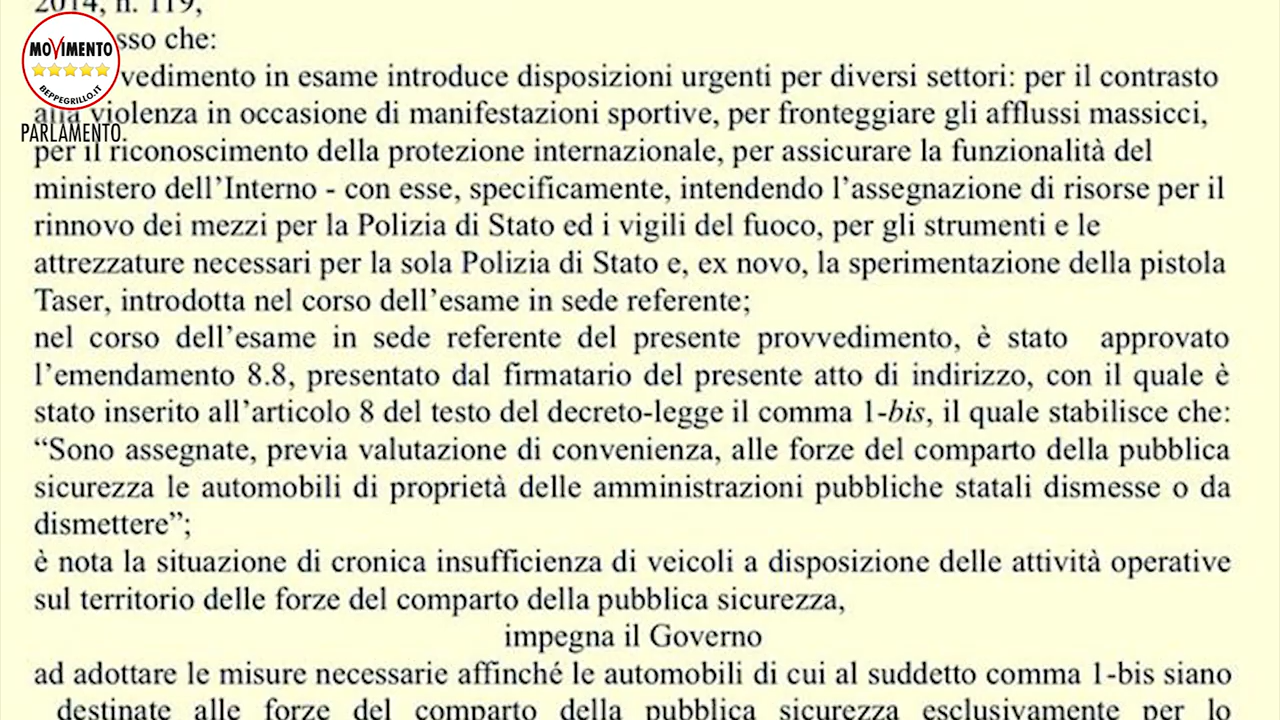 2014, n. 119,
MOVIMENTO
BEPPEGRILLO.IT
PARLAMENTO.
sso che:
vedimento in esame introduce disposizioni urgenti per diversi settori: per il contrasto
alla violenza in occasione di manifestazioni sportive, per fronteggiare gli afflussi massicci,
per il riconoscimento della protezione internazionale, per assicurare la funzionalità del
ministero dell’Interno - con esse, specificamente, intendendo l’assegnazione di risorse per il
rinnovo dei mezzi per la Polizia di Stato ed i vigili del fuoco, per gli strumenti e le
attrezzature necessari per la sola Polizia di Stato e, ex novo, la sperimentazione della pistola
Taser, introdotta nel corso dell’esame in sede referente;
nel corso dell’esame in sede referente del presente provvedimento, è stato approvato
l’emendamento 8.8, presentato dal firmatario del presente atto di indirizzo, con il quale è
stato inserito all’articolo 8 del testo del decreto-legge il comma 1-bis, il quale stabilisce che:
“Sono assegnate, previa valutazione di convenienza, alle forze del comparto della pubblica
sicurezza le automobili di proprietà delle amministrazioni pubbliche statali dismesse o da
dismettere”;
è nota la situazione di cronica insufficienza di veicoli a disposizione delle attività operative
sul territorio delle forze del comparto della pubblica sicurezza,
impegna il Governo
ad adottare le misure necessarie affinché le automobili di cui al suddetto comma 1-bis siano
destinate alle forze del comparto della pubblica sicurezza esclusivamente per lo